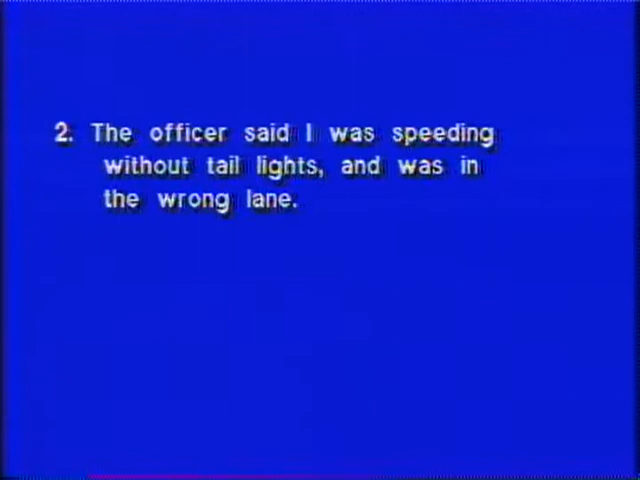 2. The officer said I was speeding
without tail lights, and was in
the wrong lane.